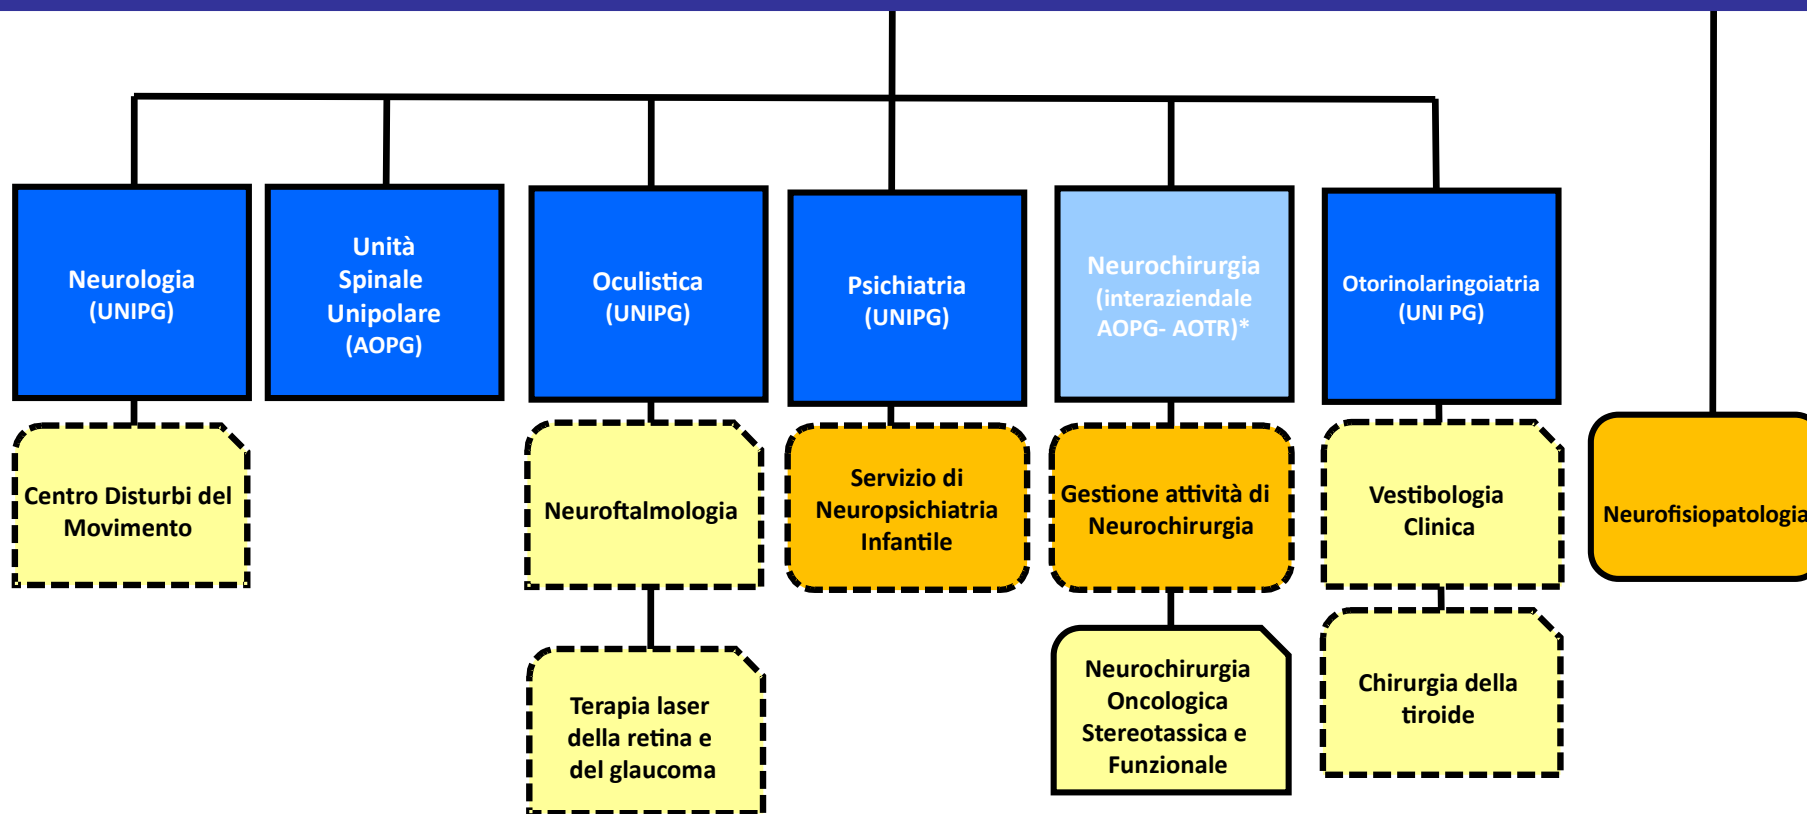 Neurologia
(UNIPG)
Unità
Spinale
Unipolare
(AOPG)
Oculistica
(UNIPG)
Psichiatria
(UNIPG)
Neurochirurgia
(interaziendale
AOPG- AOTR)*
Otorinolaringoiatria
(UNI PG)
Centro Disturbi del
Movimento
Neuroftalmologia
Servizio di
Neuropsichiatria
Infantile
Gestione attività di
Neurochirurgia
Vestibologia
Clinica
Neurofisiopatologia
Terapia laser
della retina e
del glaucoma
Neurochirurgia
Oncologica
Stereotassica e
Funzionale
Chirurgia della
tiroide